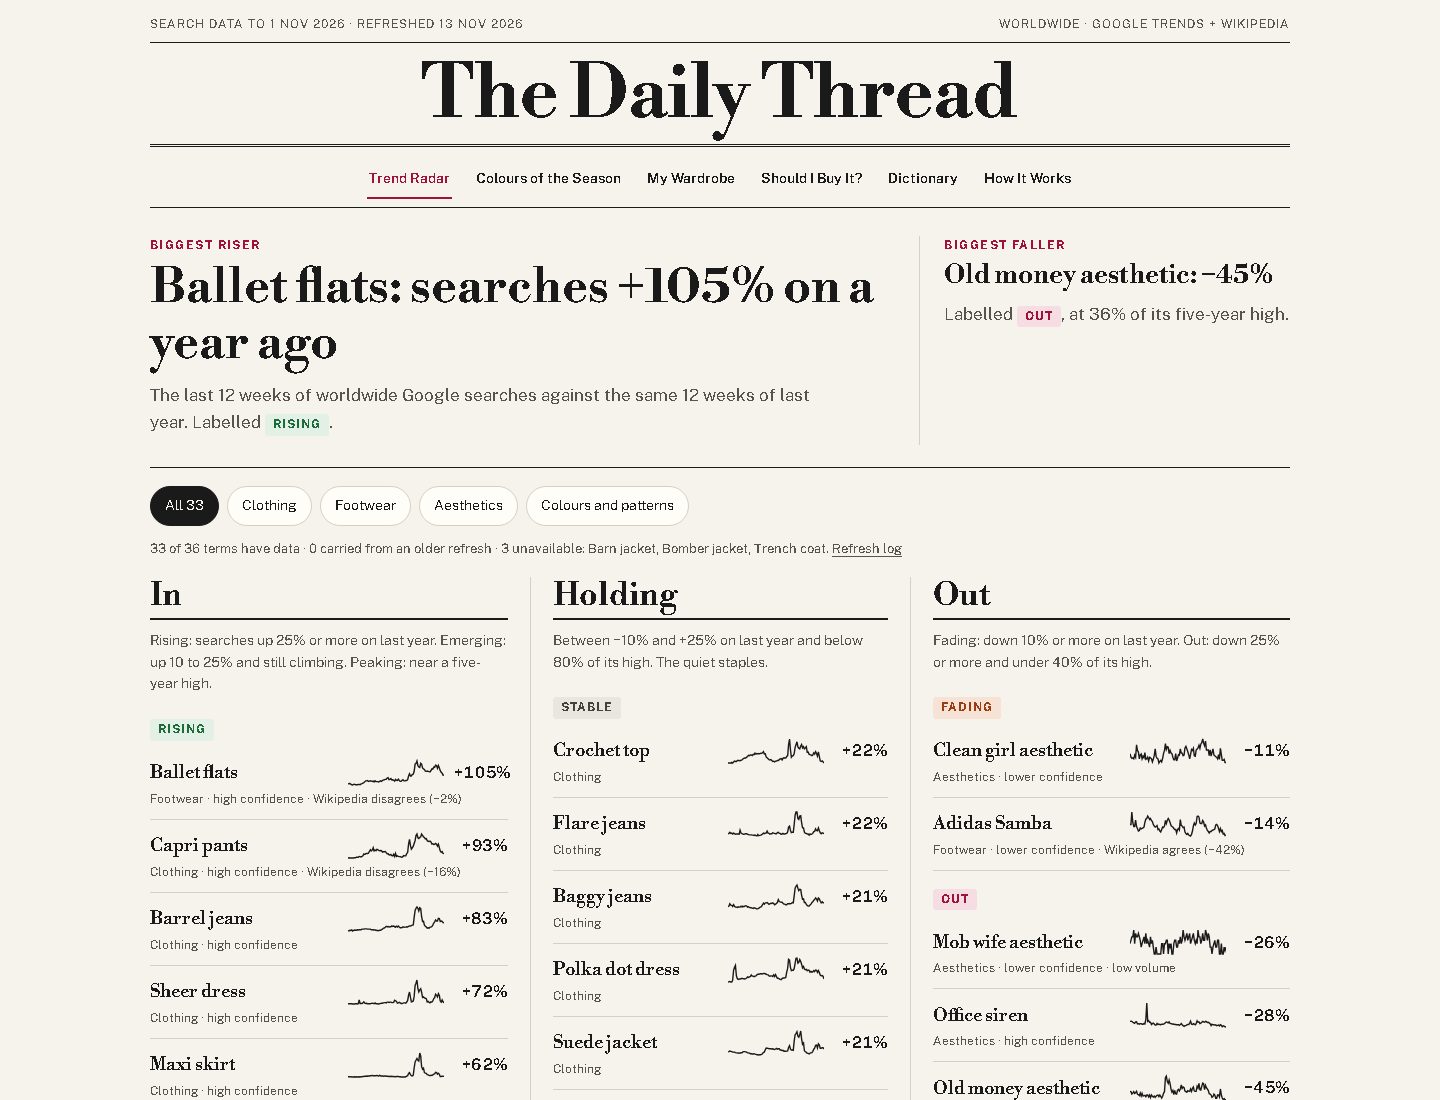 SEARCH DATA TO 1 NOV 2026 · REFRESHED 13 NOV 2026
WORLDWIDE · GOOGLE TRENDS + WIKIPEDIA
The Daily Thread
Trend Radar
Colours of the Season
My Wardrobe
Should I Buy It?
Dictionary
How It Works
BIGGEST RISER
Ballet flats: searches +105% on a
year ago
The last 12 weeks of worldwide Google searches against the same 12 weeks of last
year. Labelled RISING.
BIGGEST FALLER
Old money aesthetic: −45%
Labelled OUT, at 36% of its five-year high.
All 33
Clothing
Footwear
Aesthetics
Colours and patterns
33 of 36 terms have data · 0 carried from an older refresh · 3 unavailable: Barn jacket, Bomber jacket, Trench coat. Refresh log
In
Rising: searches up 25% or more on last year. Emerging:
up 10 to 25% and still climbing. Peaking: near a five-
year high.
RISING
Ballet flats +105%
Footwear · high confidence · Wikipedia disagrees (−2%)
Capri pants +93%
Clothing · high confidence · Wikipedia disagrees (−16%)
Barrel jeans +83%
Clothing · high confidence
Sheer dress +72%
Clothing · high confidence
Maxi skirt +62%
Clothing · high confidence
Holding
Between −10% and +25% on last year and below
80% of its high. The quiet staples.
STABLE
Crochet top +22%
Clothing
Flare jeans +22%
Clothing
Baggy jeans +21%
Clothing
Polka dot dress +21%
Clothing
Suede jacket +21%
Clothing
Out
Fading: down 10% or more on last year. Out: down 25%
or more and under 40% of its high.
FADING
Clean girl aesthetic −11%
Aesthetics · lower confidence
Adidas Samba −14%
Footwear · lower confidence · Wikipedia agrees (−42%)
OUT
Mob wife aesthetic −26%
Aesthetics · lower confidence · low volume
Office siren −28%
Aesthetics · high confidence
Old money aesthetic −45%